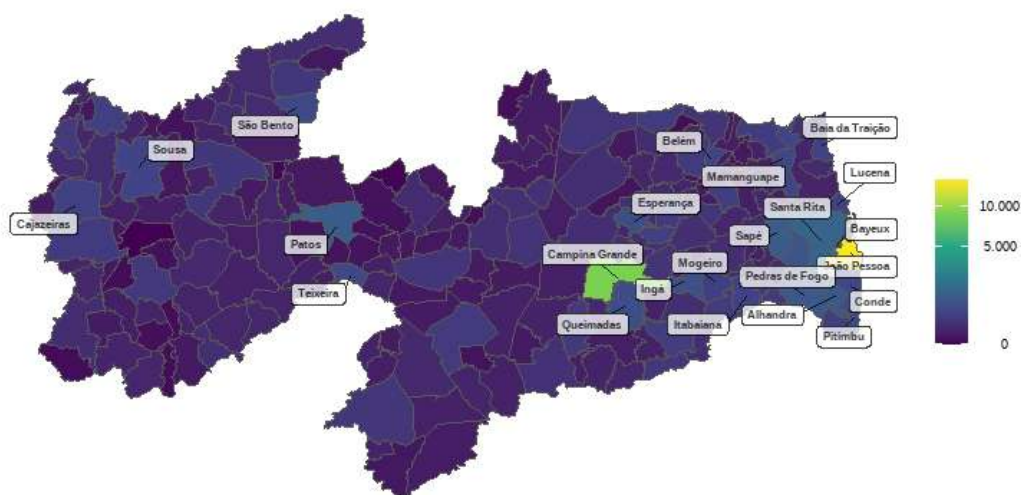 Baia da Traição
São Bento
Belém
Sousa
Lucena
Mamanguape
Esperança
Santa Rita
10.000
Cajazeiras
Bayeux
Sapé
Patos
5.000
Campina Grande
Mogeiro
João Pessoa
Pedras de Fogo
Ingá
Teixeira
Conde
Alhandra
Queimadas
Itabaiana
Pitimbu
0